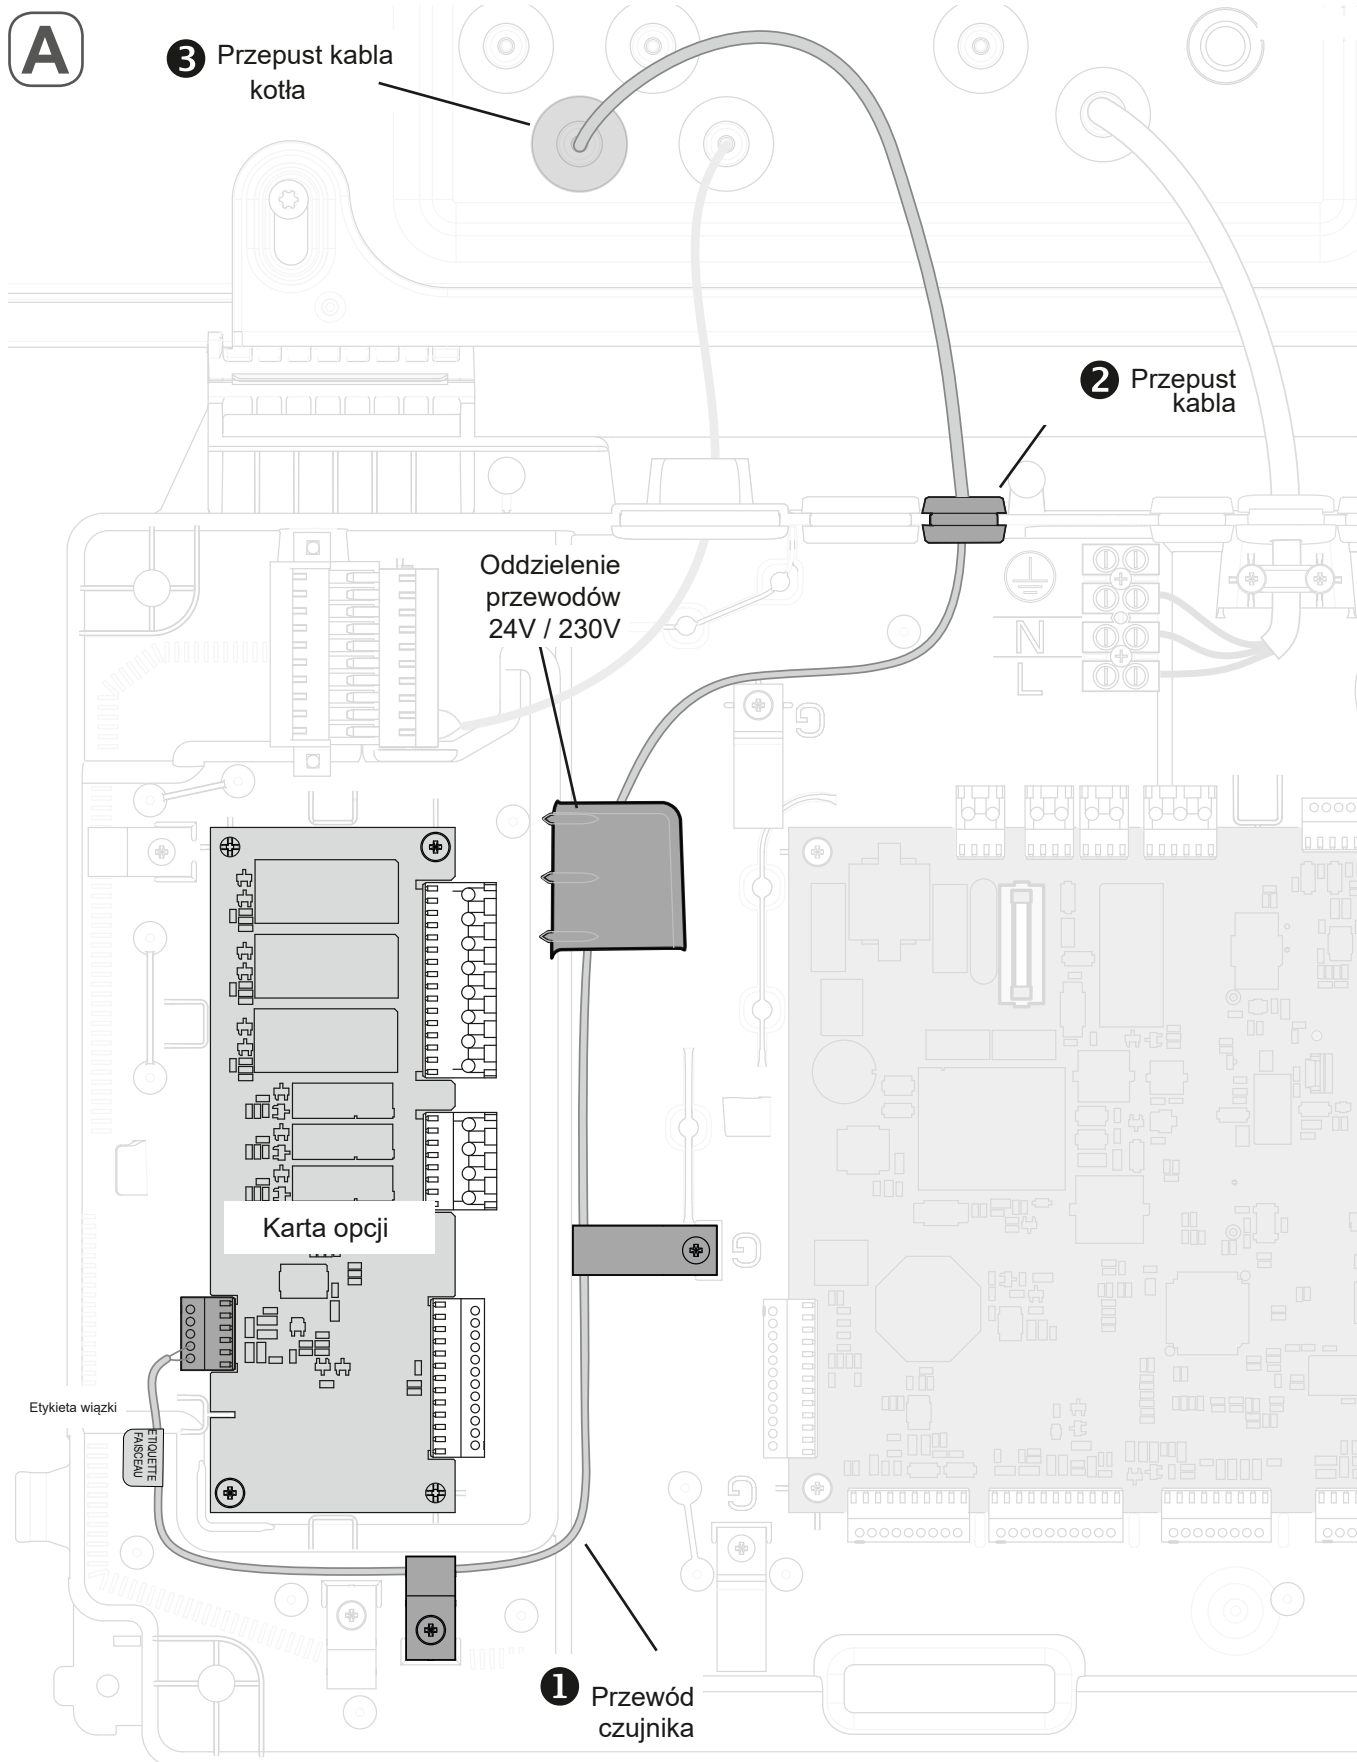 A
3 Przepust kabla
kotła
2 Przepust
kabla
Oddzielenie
przewodów
24V / 230V
N
L
G
Karta opcji
G
Etykieta wiązki
ETIQUETTE
FAISCEAU
G
1 Przewód
czujnika